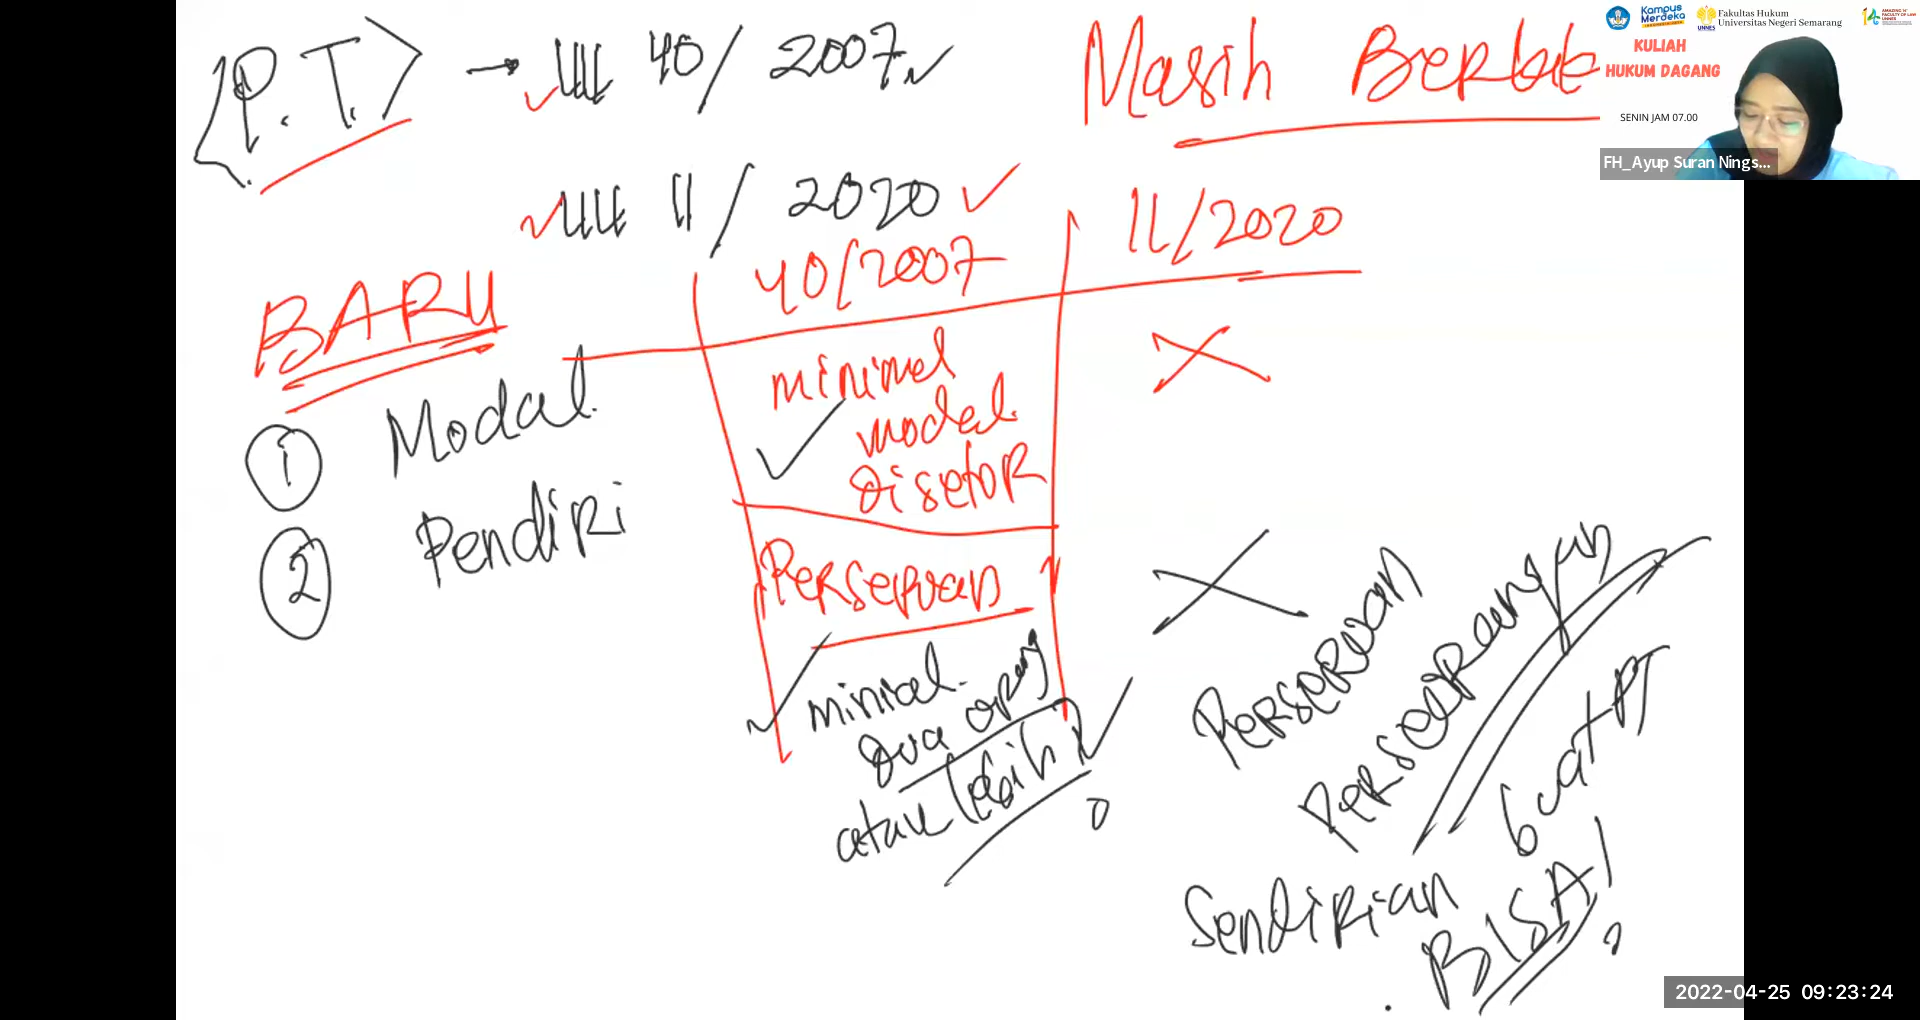 <P.T.> → UU 40/2007
Masih Berlak
UU 11/2020
BARU
40/2007
11/2020
1 Modal
minimal
modal
disetor
2 Pendiri
Perseroan
minimal
dua orang
atau lebih
Perseroan
Perseorangan
Sendirian
buat PT
BISA!
Kampus
Merdeka
UNNES
Fakultas Hukum
Universitas Negeri Semarang
KULIAH
HUKUM DAGANG
SENIN JAM 07.00
FH_Ayup Suran Nings...
2022-04-25 09:23:24